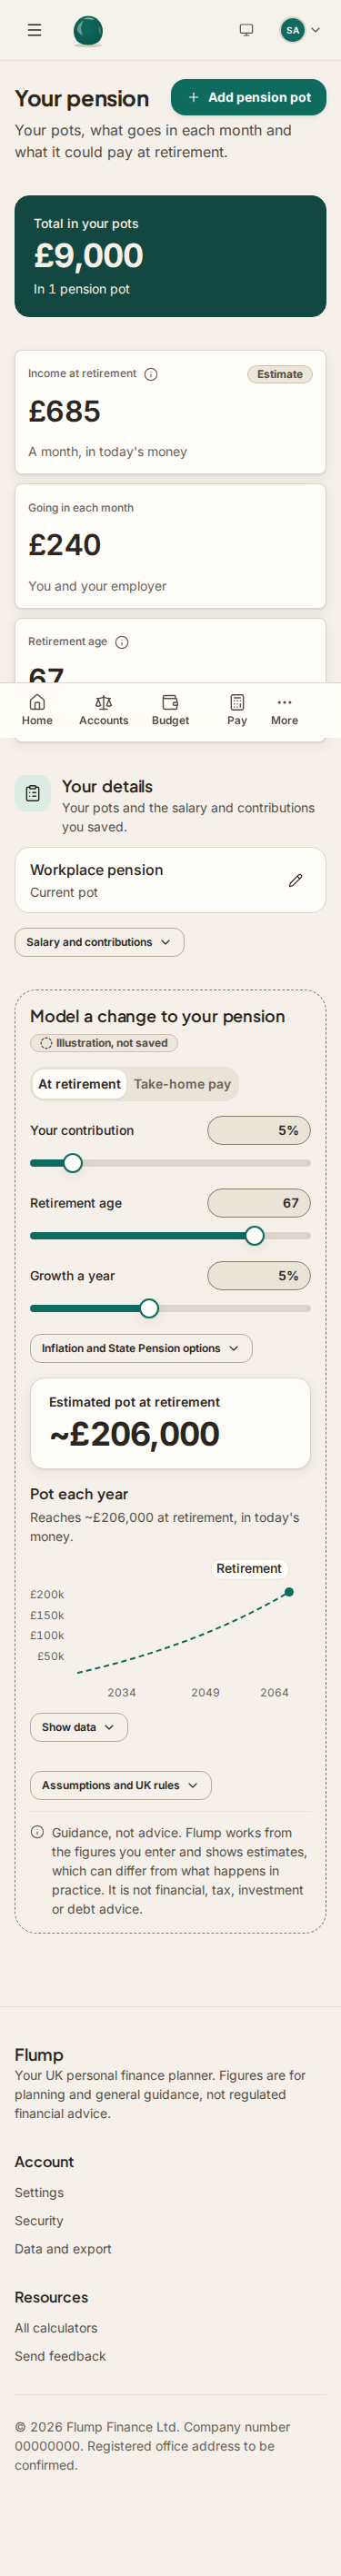 SA
Your pension
+ Add pension pot
Your pots, what goes in each month and
what it could pay at retirement.
Total in your pots
£9,000
In 1 pension pot
Income at retirement
Estimate
£685
A month, in today's money
Going in each month
£240
You and your employer
Retirement age
67
Home
Accounts
Budget
Pay
More
Your details
Your pots and the salary and contributions
you saved.
Workplace pension
Current pot
Salary and contributions
Model a change to your pension
Illustration, not saved
At retirement
Take-home pay
Your contribution
5%
Retirement age
67
Growth a year
5%
Inflation and State Pension options
Estimated pot at retirement
~£206,000
Pot each year
Reaches ~£206,000 at retirement, in today's
money.
Retirement
£200k
£150k
£100k
£50k
2034
2049
2064
Show data
Assumptions and UK rules
Guidance, not advice. Flump works from
the figures you enter and shows estimates,
which can differ from what happens in
practice. It is not financial, tax, investment
or debt advice.
Flump
Your UK personal finance planner. Figures are for
planning and general guidance, not regulated
financial advice.
Account
Settings
Security
Data and export
Resources
All calculators
Send feedback
© 2026 Flump Finance Ltd. Company number
00000000. Registered office address to be
confirmed.